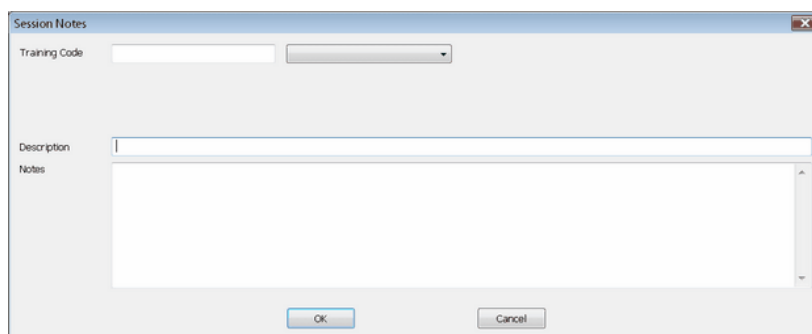 Session Notes
Training Code
Description
Notes
OK
Cancel